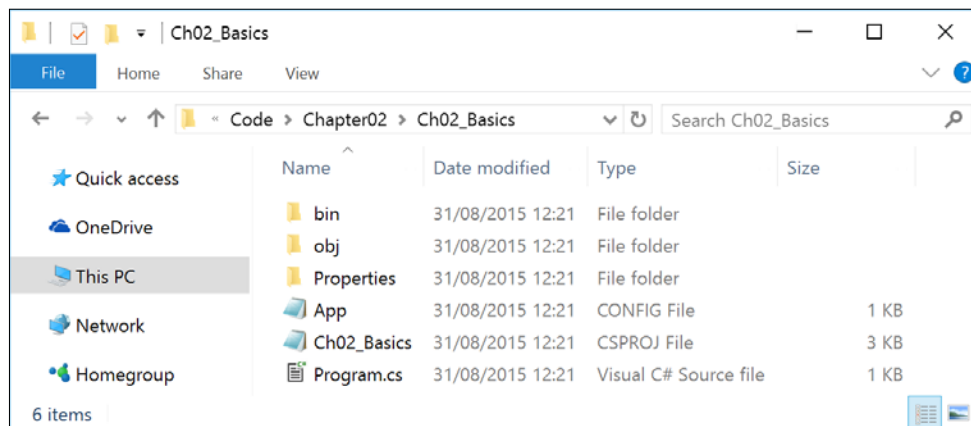 Ch02_Basics
File Home Share View ?
« Code > Chapter02 > Ch02_Basics Search Ch02_Basics
Name Date modified Type Size
Quick access
OneDrive
This PC
Network
Homegroup
bin 31/08/2015 12:21 File folder
obj 31/08/2015 12:21 File folder
Properties 31/08/2015 12:21 File folder
App 31/08/2015 12:21 CONFIG File 1 KB
Ch02_Basics 31/08/2015 12:21 CSPROJ File 3 KB
Program.cs 31/08/2015 12:21 Visual C# Source file 1 KB
6 items